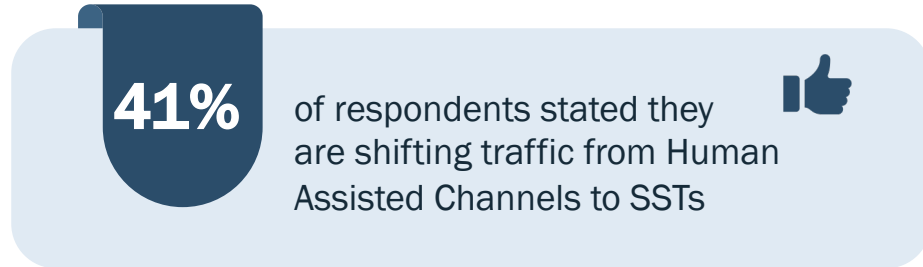 41%
of respondents stated they
are shifting traffic from Human
Assisted Channels to SSTs